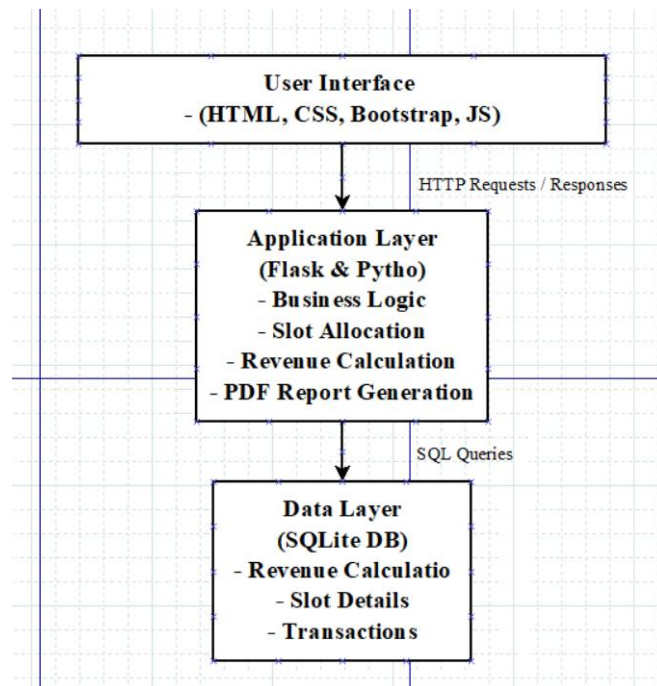 User Interface
- (HTML, CSS, Bootstrap, JS)
HTTP Requests / Responses
Application Layer
(Flask & Pytho)
- Business Logic
- Slot Allocation
- Revenue Calculation
- PDF Report Generation
SQL Queries
Data Layer
(SQLite DB)
- Revenue Calculatio
- Slot Details
- Transactions